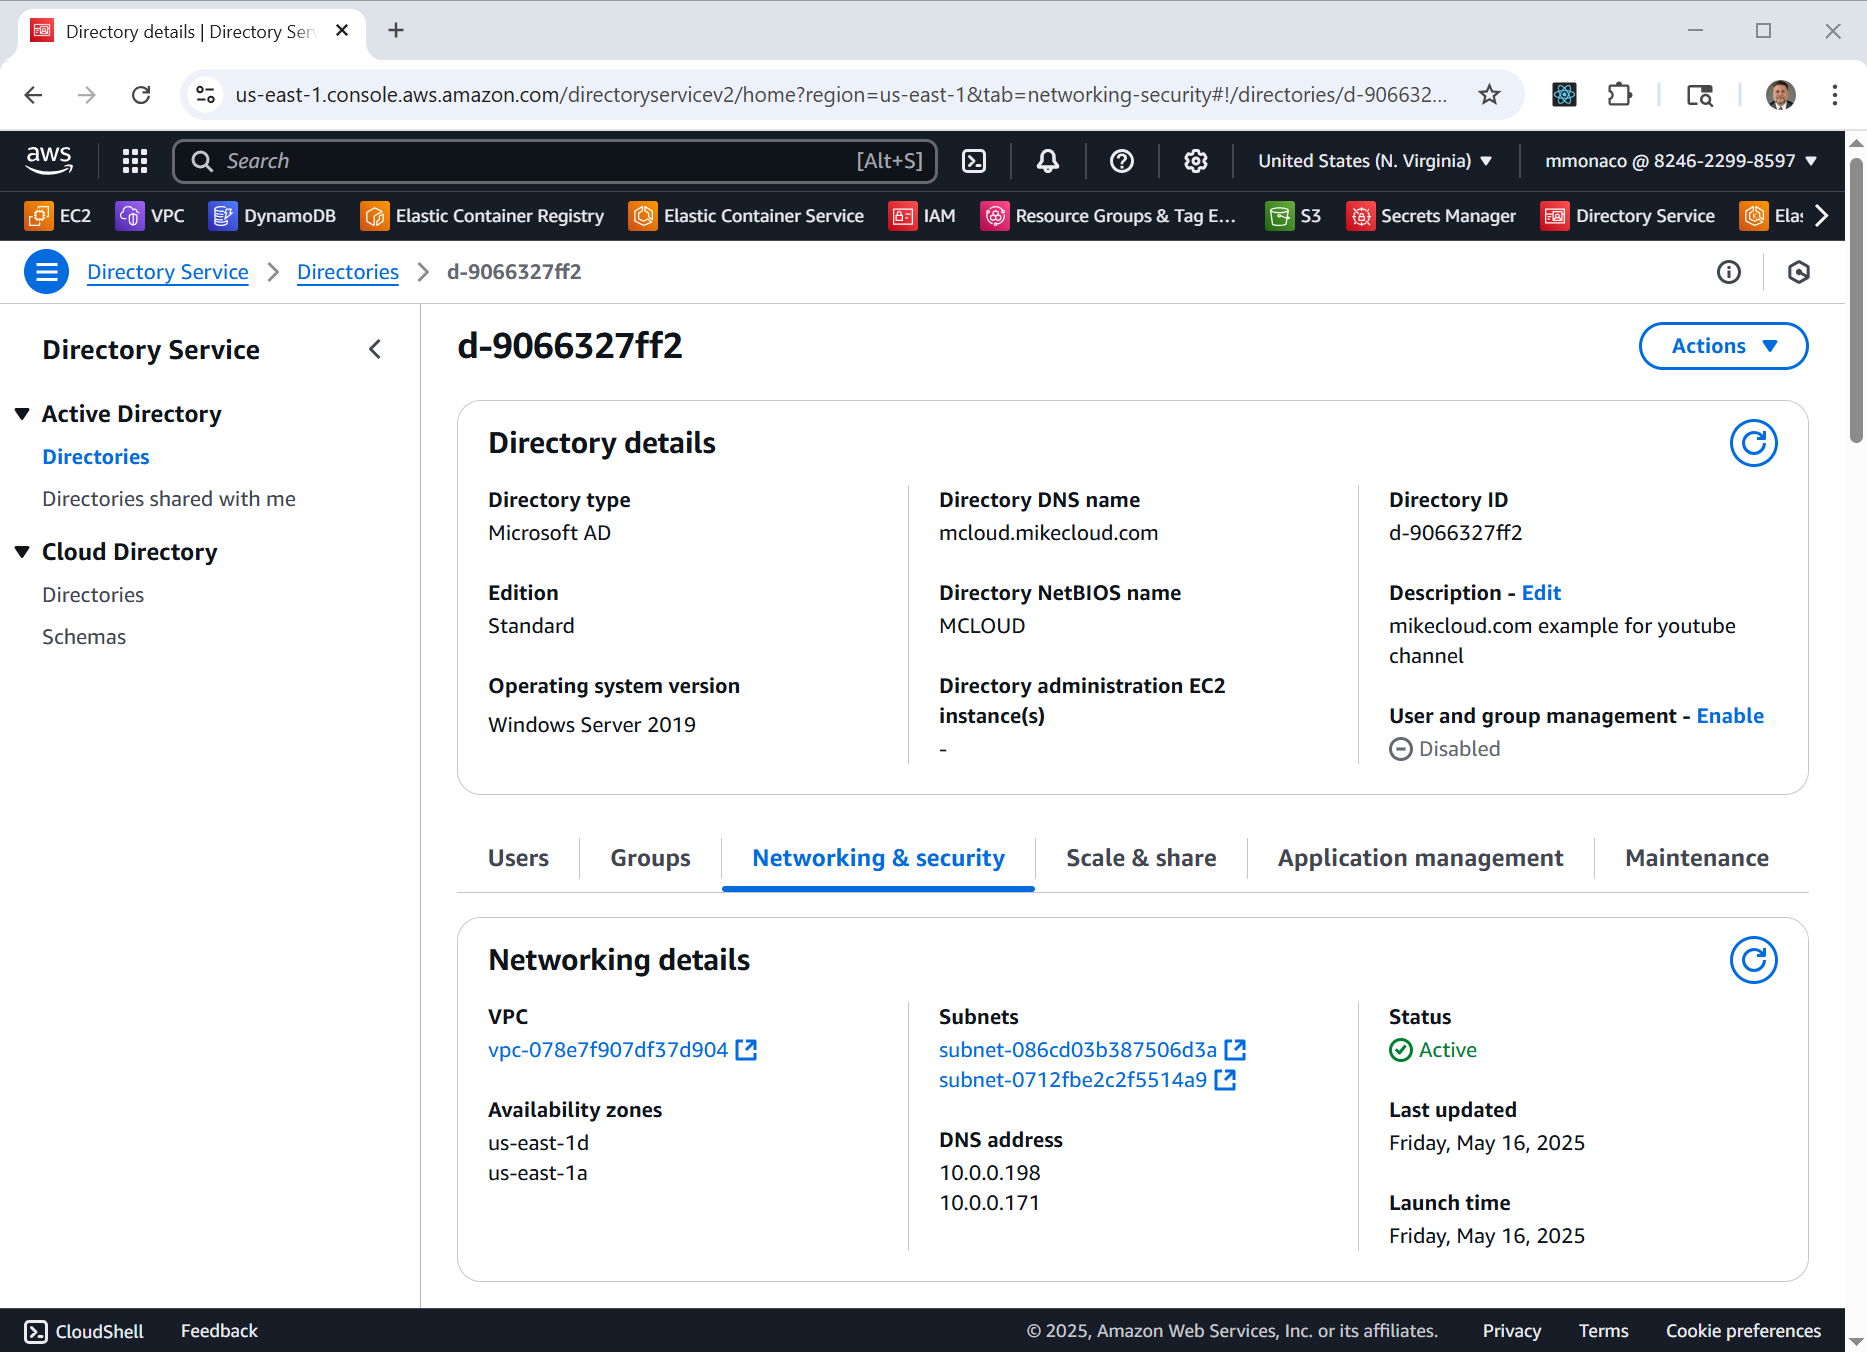 Directory details | Directory Ser
us-east-1.console.aws.amazon.com/directoryservicev2/home?region=us-east-1&tab=networking-security#!/directories/d-906632...
aws
Search
[Alt+S]
United States (N. Virginia)
mmonaco @ 8246-2299-8597
EC2
VPC
DynamoDB
Elastic Container Registry
Elastic Container Service
IAM
Resource Groups & Tag E...
S3
Secrets Manager
Directory Service
Elas
Directory Service
Directories
d-9066327ff2
Directory Service
Active Directory
Directories
Directories shared with me
Cloud Directory
Directories
Schemas
d-9066327ff2
Actions
Directory details
Directory type
Microsoft AD
Edition
Standard
Operating system version
Windows Server 2019
Directory DNS name
mcloud.mikecloud.com
Directory NetBIOS name
MCLOUD
Directory administration EC2
instance(s)
-
Directory ID
d-9066327ff2
Description - Edit
mikecloud.com example for youtube
channel
User and group management - Enable
Disabled
Users
Groups
Networking & security
Scale & share
Application management
Maintenance
Networking details
VPC
vpc-078e7f907df37d904
Availability zones
us-east-1d
us-east-1a
Subnets
subnet-086cd03b387506d3a
subnet-0712fbe2c2f5514a9
DNS address
10.0.0.198
10.0.0.171
Status
Active
Last updated
Friday, May 16, 2025
Launch time
Friday, May 16, 2025
CloudShell
Feedback
© 2025, Amazon Web Services, Inc. or its affiliates.
Privacy
Terms
Cookie preferences